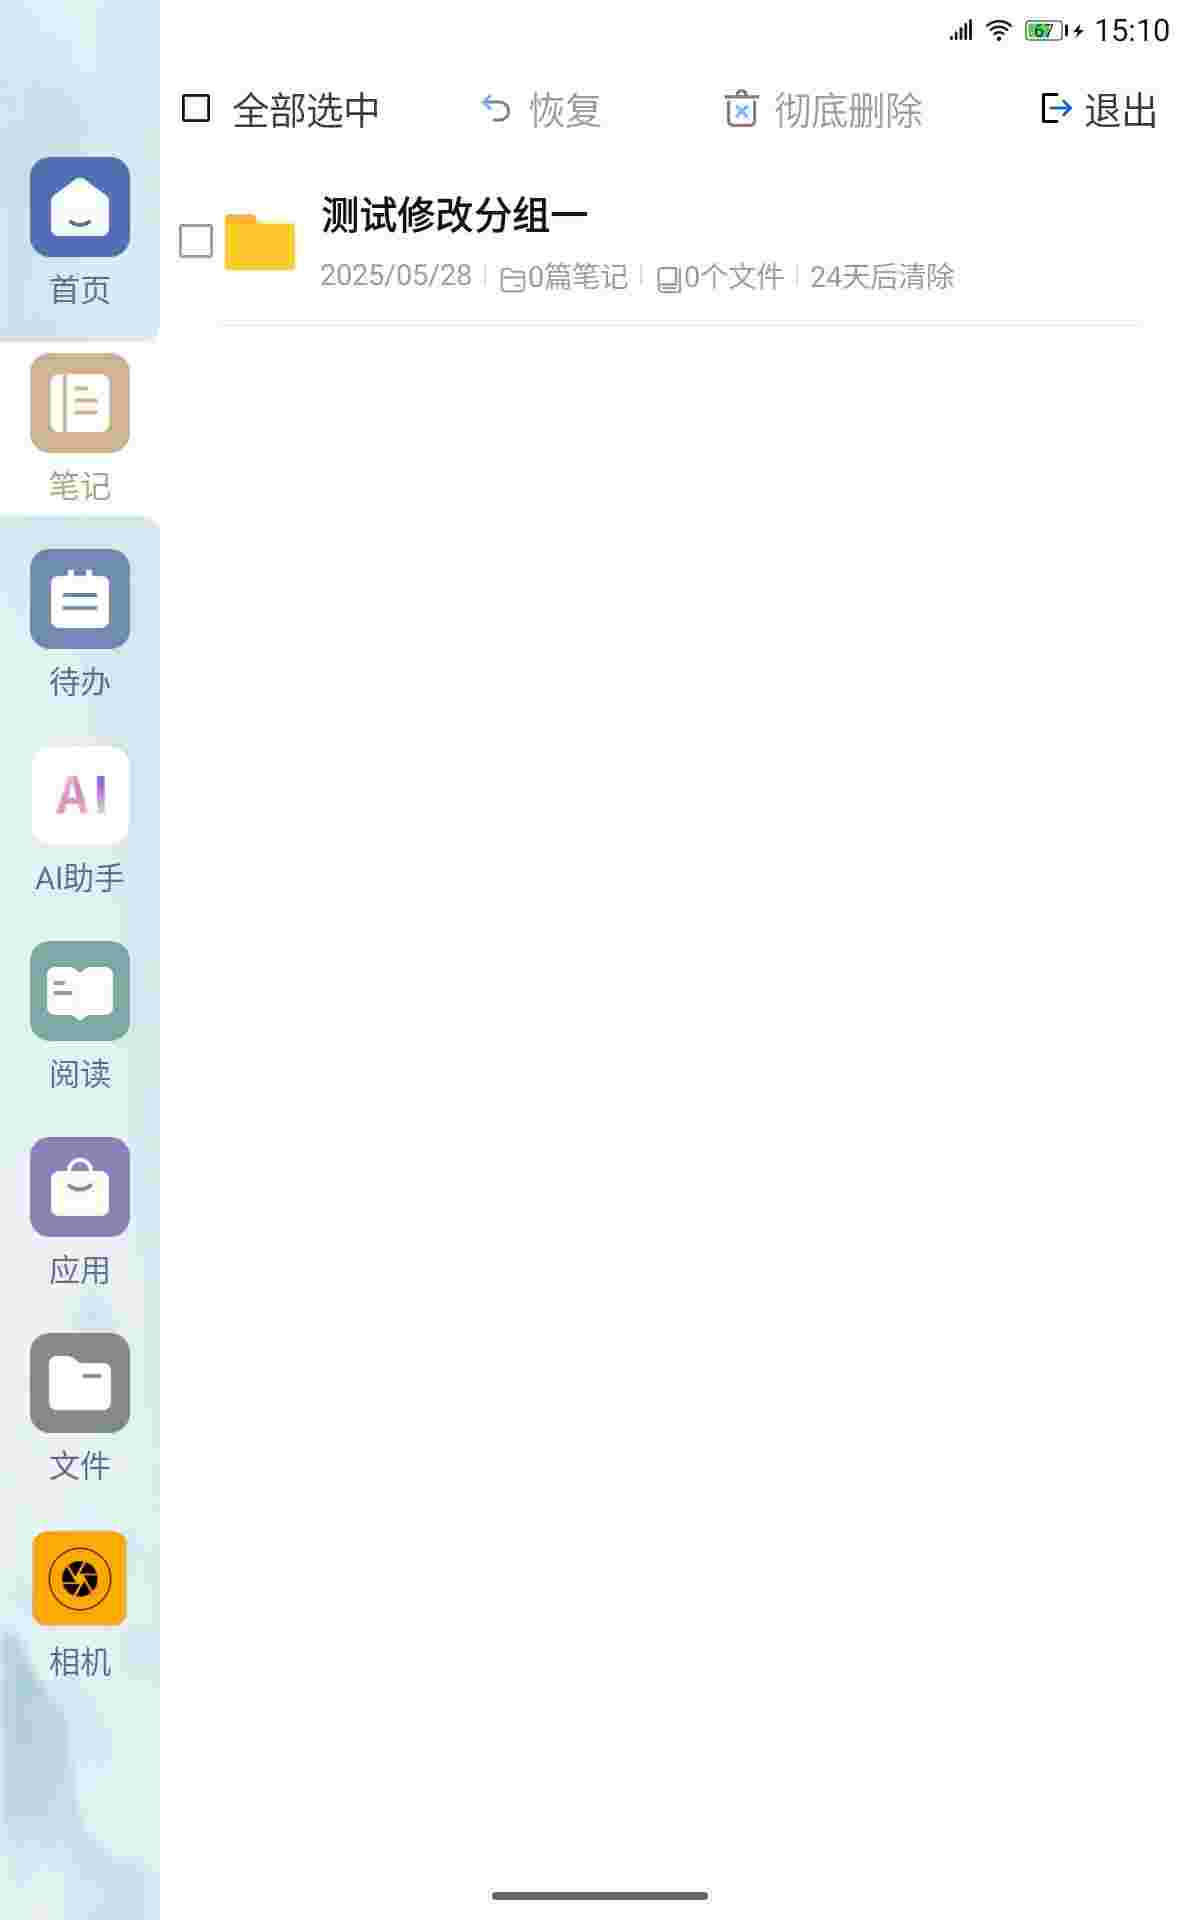 67 15:10
全部选中 恢复 彻底删除 退出
测试修改分组一
2025/05/28 0篇笔记 0个文件 24天后清除
首页
笔记
待办
AI
AI助手
阅读
应用
文件
相机